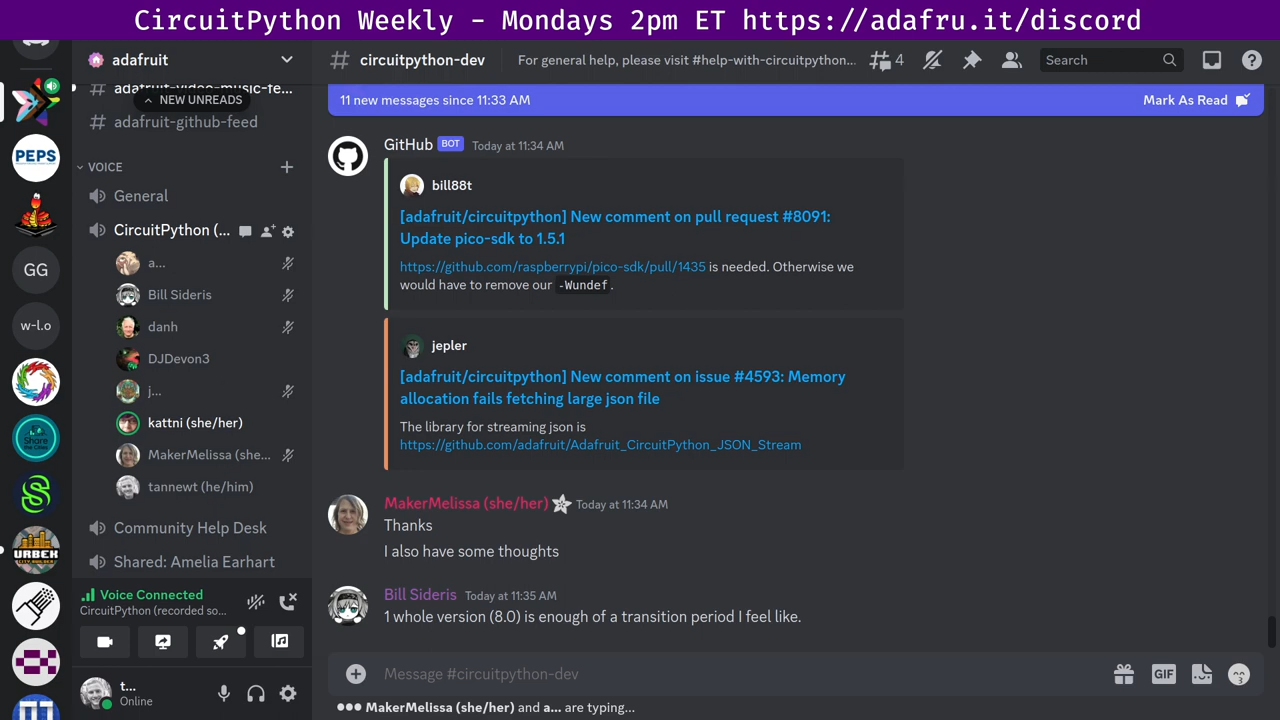 CircuitPython Weekly - Mondays 2pm ET https://adafru.it/discord
adafruit
circuitpython-dev
For general help, please visit #help-with-circuitpython...
4
Search
adafruit-video-music-fe...
NEW UNREADS
adafruit-github-feed
VOICE
General
CircuitPython (...
a...
Bill Sideris
danh
DJDevon3
j...
kattni (she/her)
MakerMelissa (she...
tannewt (he/him)
Community Help Desk
Shared: Amelia Earhart
Voice Connected
CircuitPython (recorded so...
t...
Online
PEPS
GG
w-l.o
Share
URBEX
CITY BUILDER
11 new messages since 11:33 AM
Mark As Read
GitHub BOT Today at 11:34 AM
bill88t
[adafruit/circuitpython] New comment on pull request #8091:
Update pico-sdk to 1.5.1
https://github.com/raspberrypi/pico-sdk/pull/1435 is needed. Otherwise we
would have to remove our -Wundef.
jepler
[adafruit/circuitpython] New comment on issue #4593: Memory
allocation fails fetching large json file
The library for streaming json is
https://github.com/adafruit/Adafruit_CircuitPython_JSON_Stream
MakerMelissa (she/her) Today at 11:34 AM
Thanks
I also have some thoughts
Bill Sideris Today at 11:35 AM
1 whole version (8.0) is enough of a transition period I feel like.
Message #circuitpython-dev
GIF
MakerMelissa (she/her) and a... are typing...